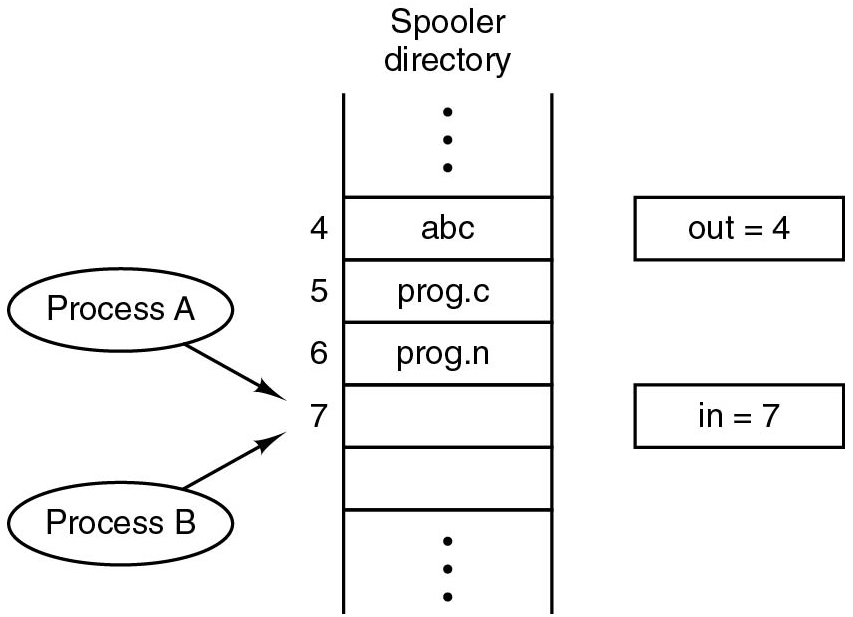 Spooler
directory
4 abc out = 4
5 prog.c
Process A
6 prog.n
7 in = 7
Process B